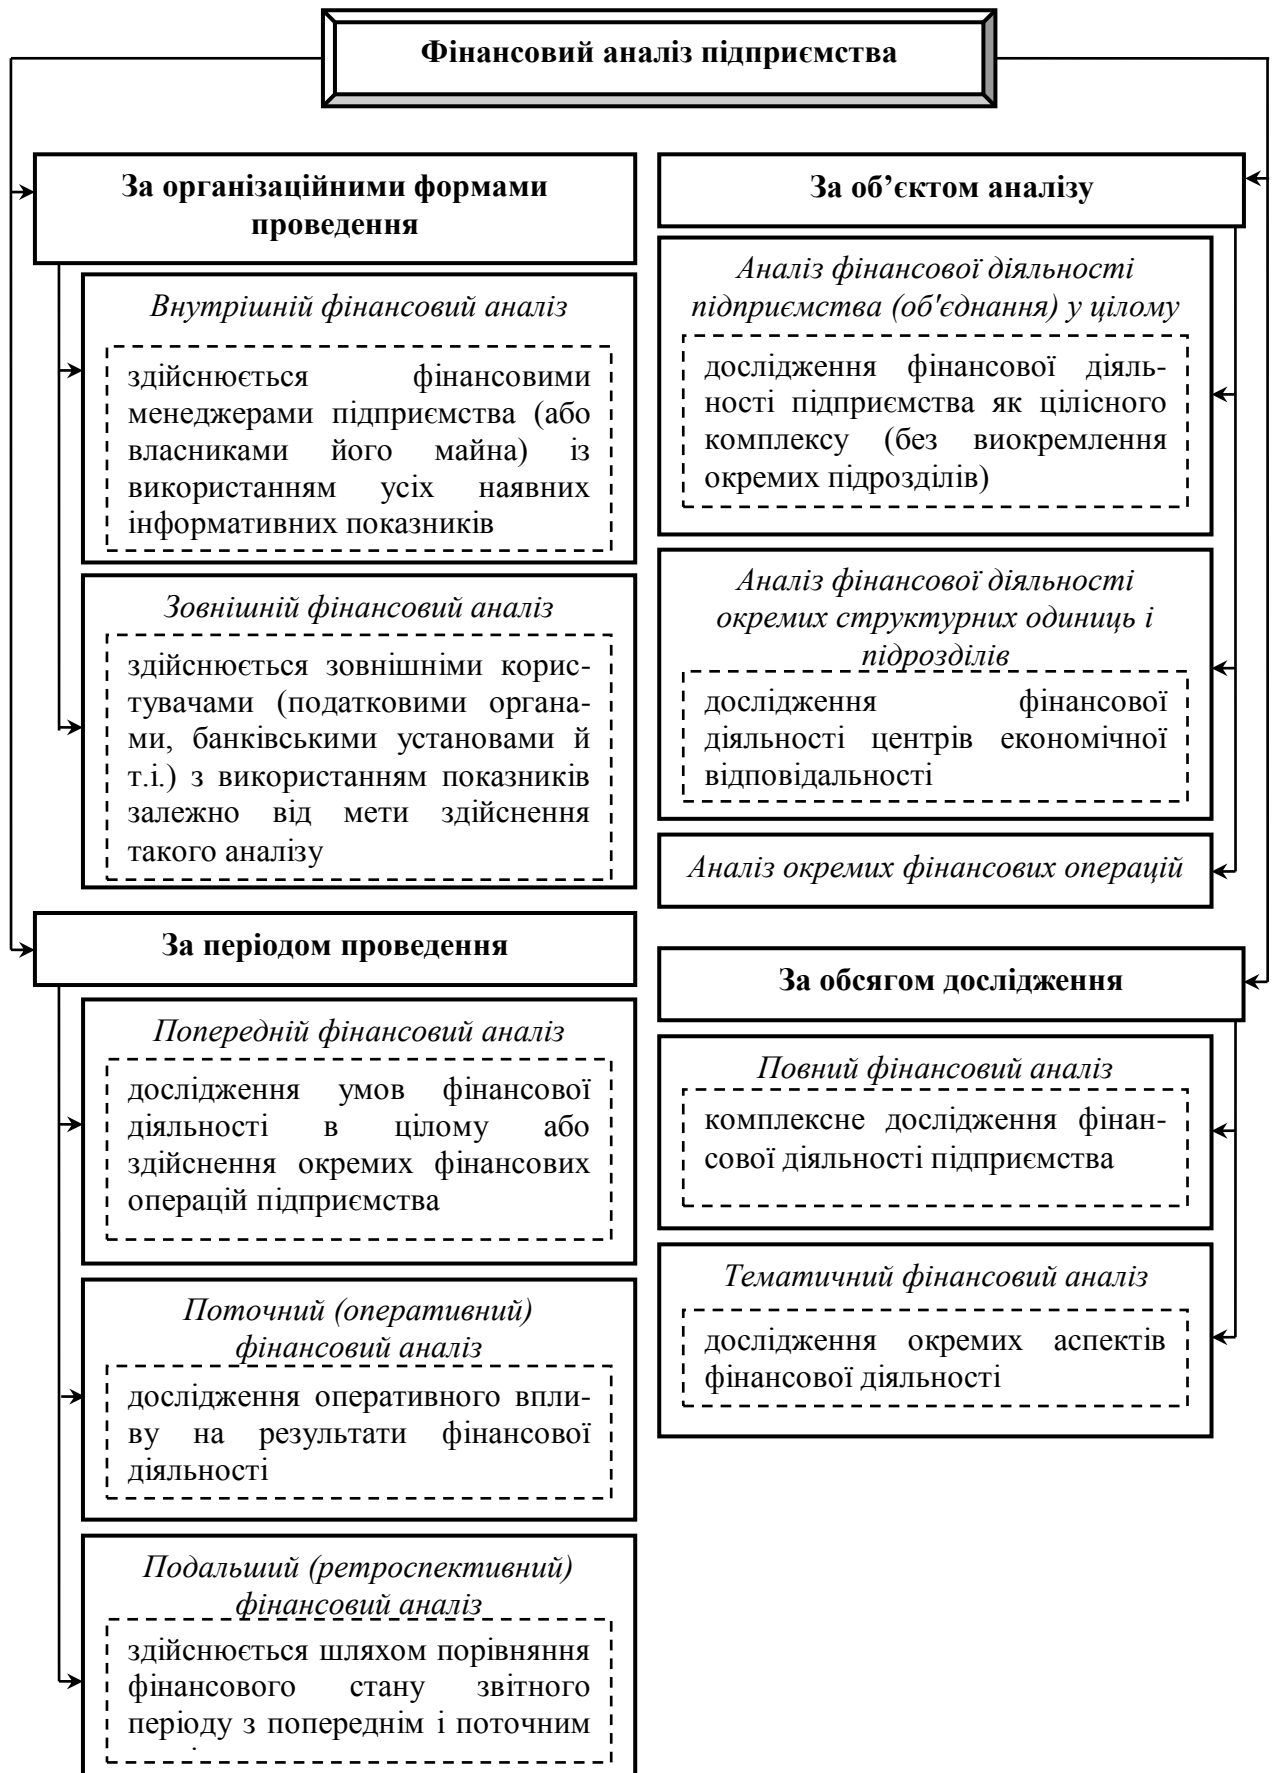 Фінансовий аналіз підприємства
За організаційними формами
проведення
Внутрішній фінансовий аналіз
здійснюється фінансовими
менеджерами підприємства (або
власниками його майна) із
використанням усіх наявних
інформативних показників
Зовнішній фінансовий аналіз
здійснюється зовнішніми корис-
тувачами (податковими органа-
ми, банківськими установами й
т.і.) з використанням показників
залежно від мети здійснення
такого аналізу
За періодом проведення
Попередній фінансовий аналіз
дослідження умов фінансової
діяльності в цілому або
здійснення окремих фінансових
операцій підприємства
Поточний (оперативний)
фінансовий аналіз
дослідження оперативного впли-
ву на результати фінансової
діяльності
Подальший (ретроспективний)
фінансовий аналіз
здійснюється шляхом порівняння
фінансового стану звітного
періоду з попереднім і поточним
За об’єктом аналізу
Аналіз фінансової діяльності
підприємства (об'єднання) у цілому
дослідження фінансової діяль-
ності підприємства як цілісного
комплексу (без виокремлення
окремих підрозділів)
Аналіз фінансової діяльності
окремих структурних одиниць і
підрозділів
дослідження фінансової
діяльності центрів економічної
відповідальності
Аналіз окремих фінансових операцій
За обсягом дослідження
Повний фінансовий аналіз
комплексне дослідження фінан-
сової діяльності підприємства
Тематичний фінансовий аналіз
дослідження окремих аспектів
фінансової діяльності